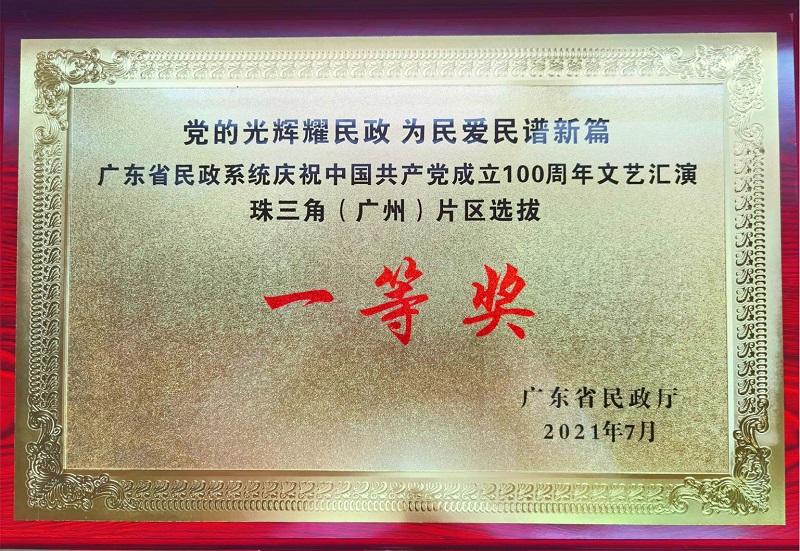 党的光辉耀民政 为民爱民谱新篇
广东省民政系统庆祝中国共产党成立100周年文艺汇演
珠三角（广州）片区选拔
一等奖
广东省民政厅
2021年7月